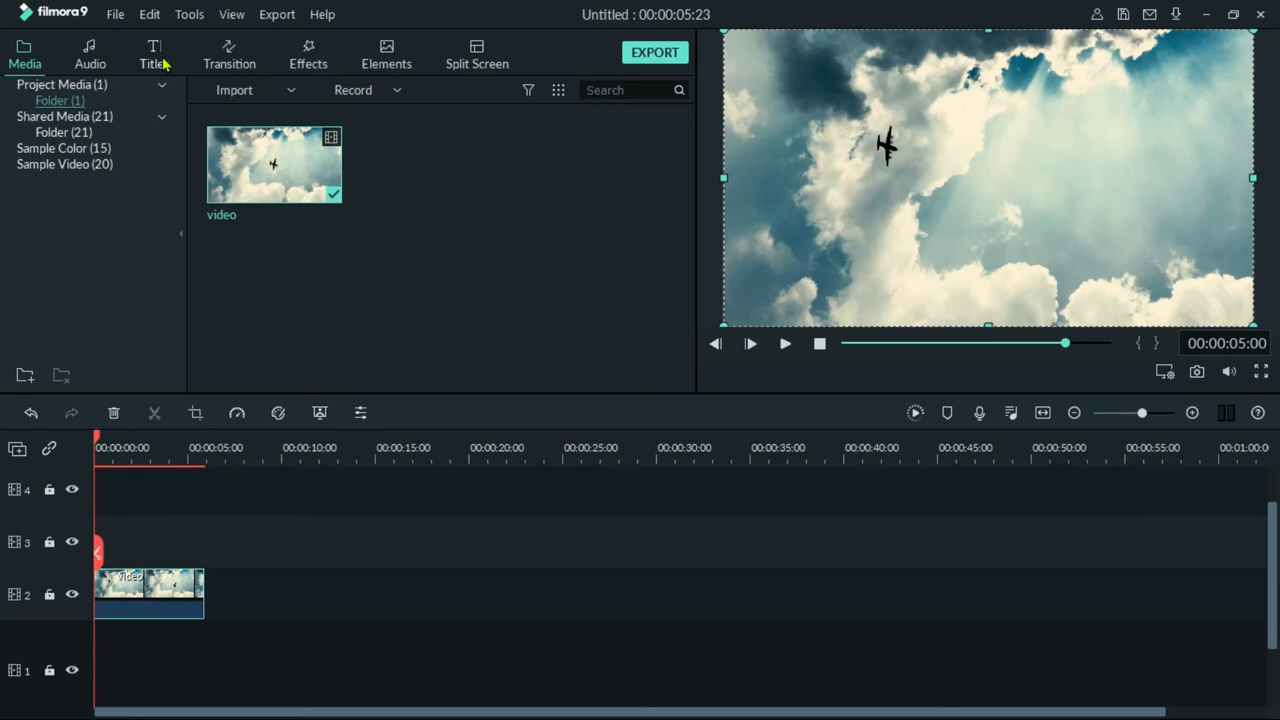 filmora9 File Edit Tools View Export Help Untitled : 00:00:05:23
Media Audio Titles Transition Effects Elements Split Screen EXPORT
Project Media (1)
Folder (1)
Shared Media (21)
Folder (21)
Sample Color (15)
Sample Video (20)
Import Record Search
video
00:00:05:00
00:00:00:00 00:00:05:00 00:00:10:00 00:00:15:00 00:00:20:00 00:00:25:00 00:00:30:00 00:00:35:00 00:00:40:00 00:00:45:00 00:00:50:00 00:00:55:00 00:01:00:0
4
3
2 video
1